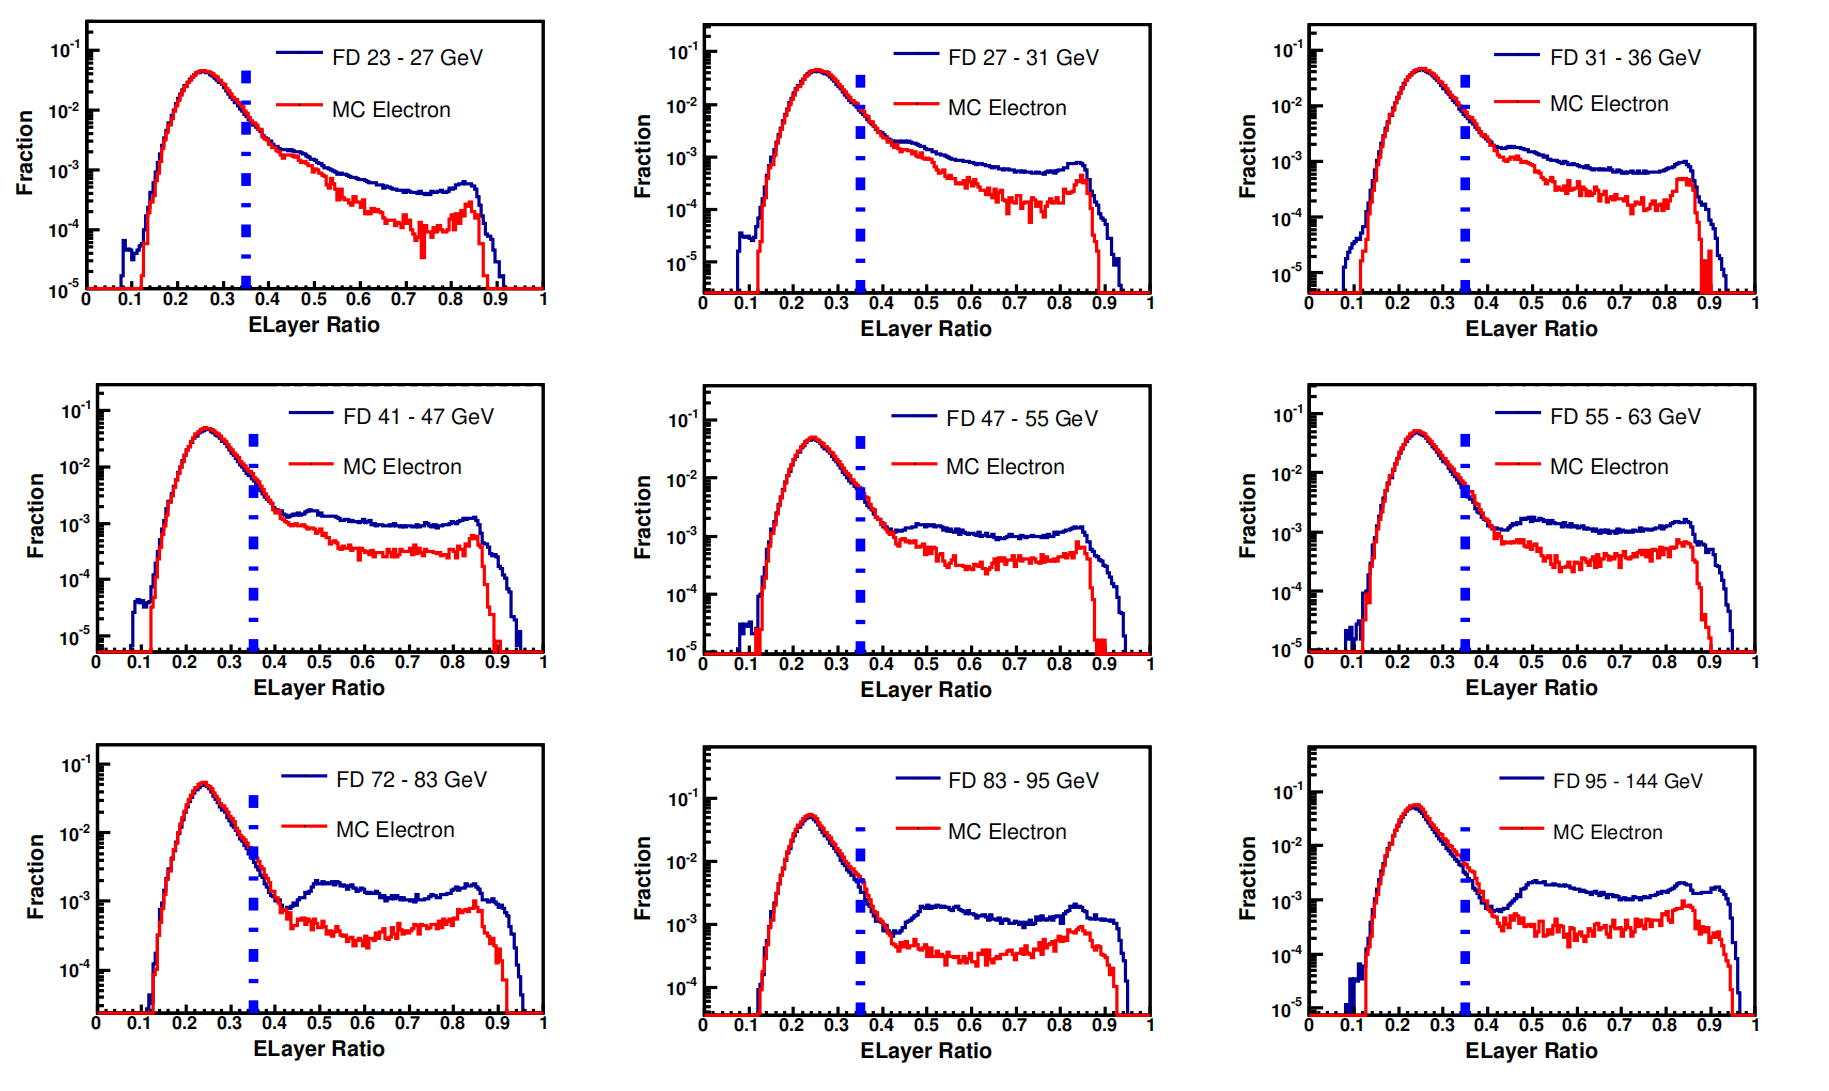 FD 23 - 27 GeV
MC Electron
Fraction
10-1
10-2
10-3
10-4
10-5
0 0.1 0.2 0.3 0.4 0.5 0.6 0.7 0.8 0.9 1
ELayer Ratio
FD 27 - 31 GeV
MC Electron
Fraction
10-1
10-2
10-3
10-4
10-5
0 0.1 0.2 0.3 0.4 0.5 0.6 0.7 0.8 0.9 1
ELayer Ratio
FD 31 - 36 GeV
MC Electron
Fraction
10-1
10-2
10-3
10-4
10-5
0 0.1 0.2 0.3 0.4 0.5 0.6 0.7 0.8 0.9 1
ELayer Ratio
FD 41 - 47 GeV
MC Electron
Fraction
10-1
10-2
10-3
10-4
10-5
0 0.1 0.2 0.3 0.4 0.5 0.6 0.7 0.8 0.9 1
ELayer Ratio
FD 47 - 55 GeV
MC Electron
Fraction
10-1
10-2
10-3
10-4
10-5
0 0.1 0.2 0.3 0.4 0.5 0.6 0.7 0.8 0.9 1
ELayer Ratio
FD 55 - 63 GeV
MC Electron
Fraction
10-1
10-2
10-3
10-4
10-5
0 0.1 0.2 0.3 0.4 0.5 0.6 0.7 0.8 0.9 1
ELayer Ratio
FD 72 - 83 GeV
MC Electron
Fraction
10-1
10-2
10-3
10-4
0 0.1 0.2 0.3 0.4 0.5 0.6 0.7 0.8 0.9 1
ELayer Ratio
FD 83 - 95 GeV
MC Electron
Fraction
10-1
10-2
10-3
10-4
0 0.1 0.2 0.3 0.4 0.5 0.6 0.7 0.8 0.9 1
ELayer Ratio
FD 95 - 144 GeV
MC Electron
Fraction
10-1
10-2
10-3
10-4
10-5
0 0.1 0.2 0.3 0.4 0.5 0.6 0.7 0.8 0.9 1
ELayer Ratio